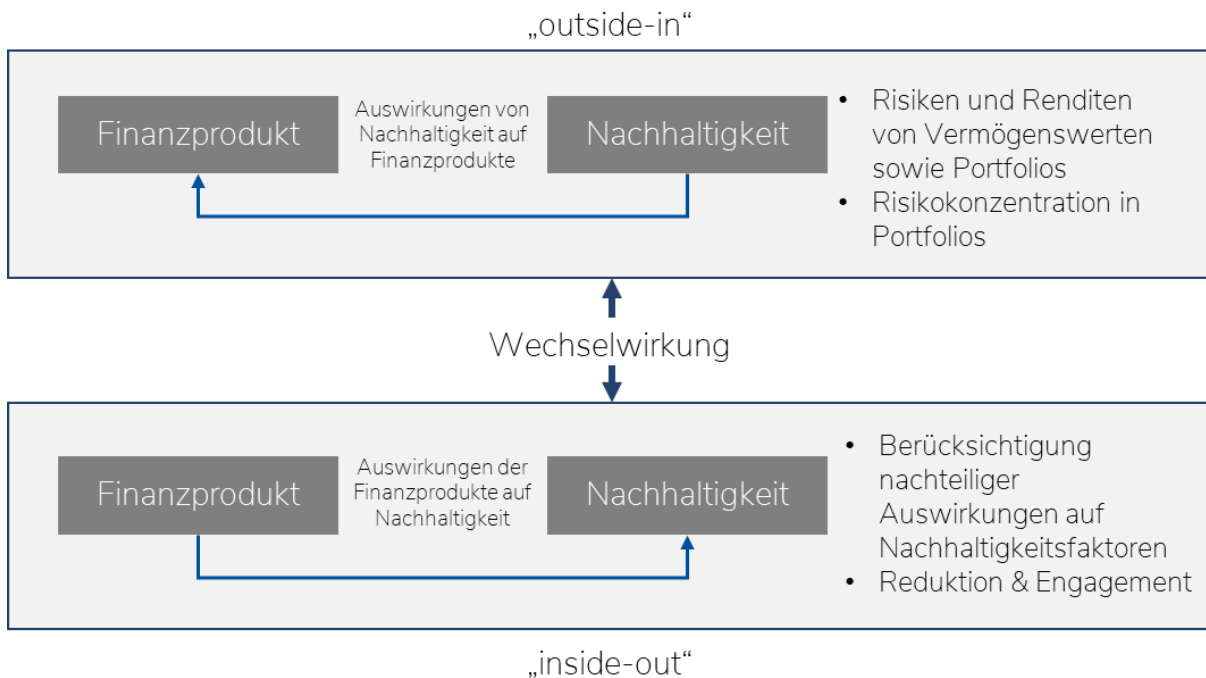 „outside-in“
Finanzprodukt
Auswirkungen von
Nachhaltigkeit auf
Finanzprodukte
Nachhaltigkeit
• Risiken und Renditen
von Vermögenswerten
sowie Portfolios
• Risikokonzentration in
Portfolios
Wechselwirkung
Finanzprodukt
Auswirkungen der
Finanzprodukte auf
Nachhaltigkeit
Nachhaltigkeit
• Berücksichtigung
nachteiliger
Auswirkungen auf
Nachhaltigkeitsfaktoren
• Reduktion & Engagement
„inside-out“